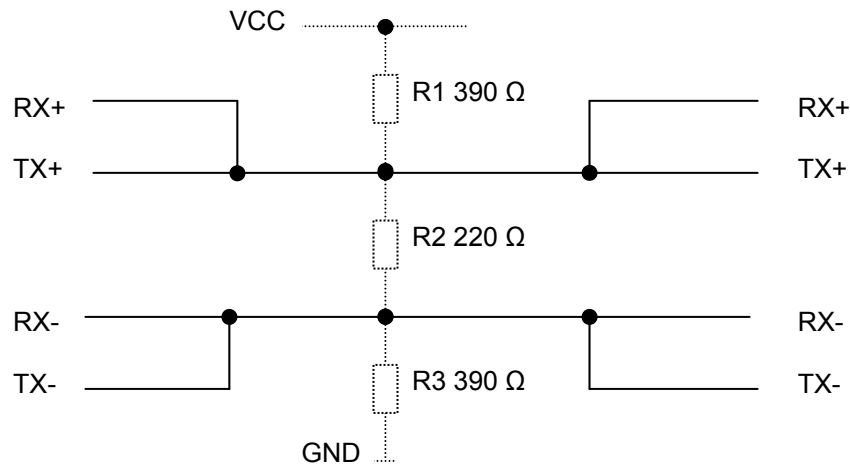 VCC
R1 390 Ω
RX+ RX+
TX+ TX+
R2 220 Ω
RX- RX-
TX- TX-
R3 390 Ω
GND